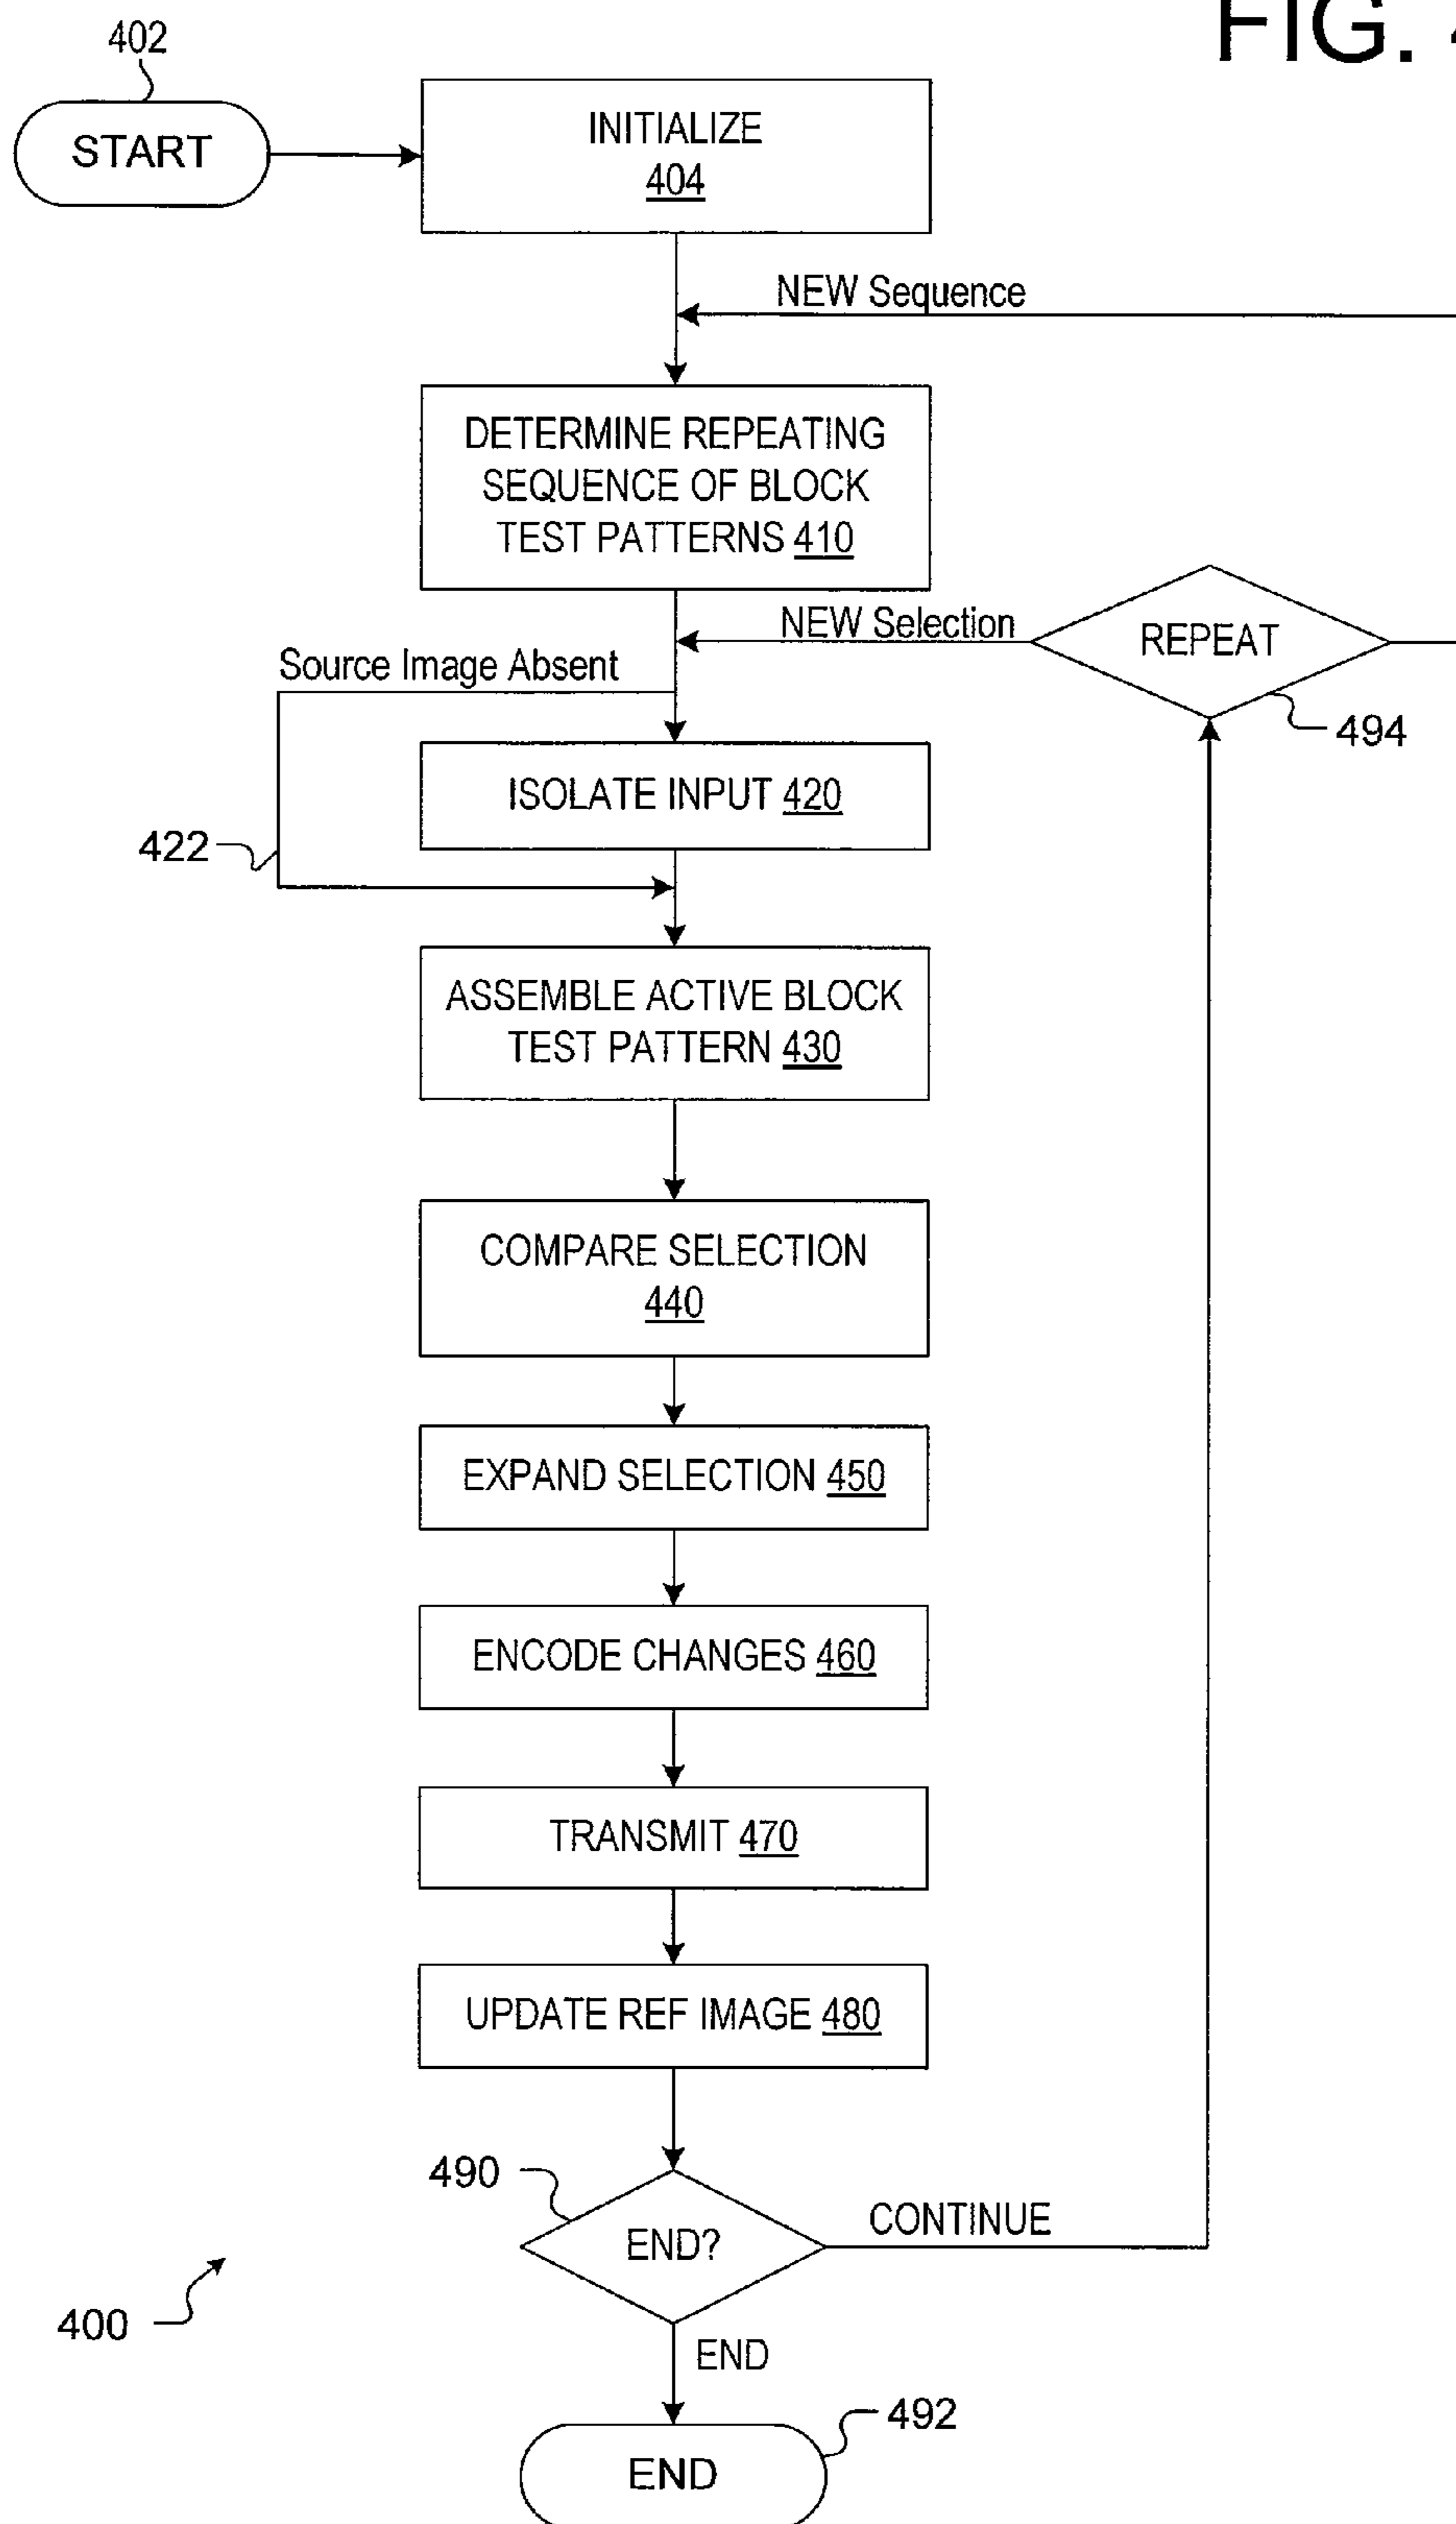 FIG. 4
402
START
INITIALIZE
404
NEW Sequence
DETERMINE REPEATING
SEQUENCE OF BLOCK
TEST PATTERNS 410
NEW Selection
REPEAT
494
Source Image Absent
ISOLATE INPUT 420
422
ASSEMBLE ACTIVE BLOCK
TEST PATTERN 430
COMPARE SELECTION
440
EXPAND SELECTION 450
ENCODE CHANGES 460
TRANSMIT 470
UPDATE REF IMAGE 480
490
END?
CONTINUE
400
END
492
END